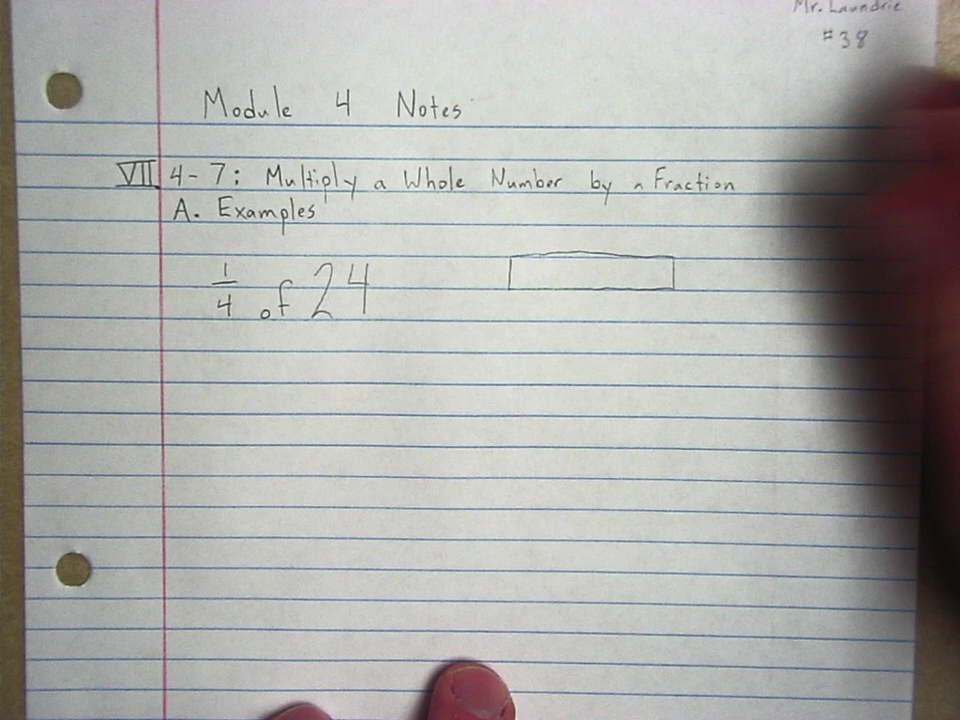 Mr. Laundrie
#38
Module 4 Notes
VII 4-7: Multiply a Whole Number by a Fraction
A. Examples
1/4 of 24